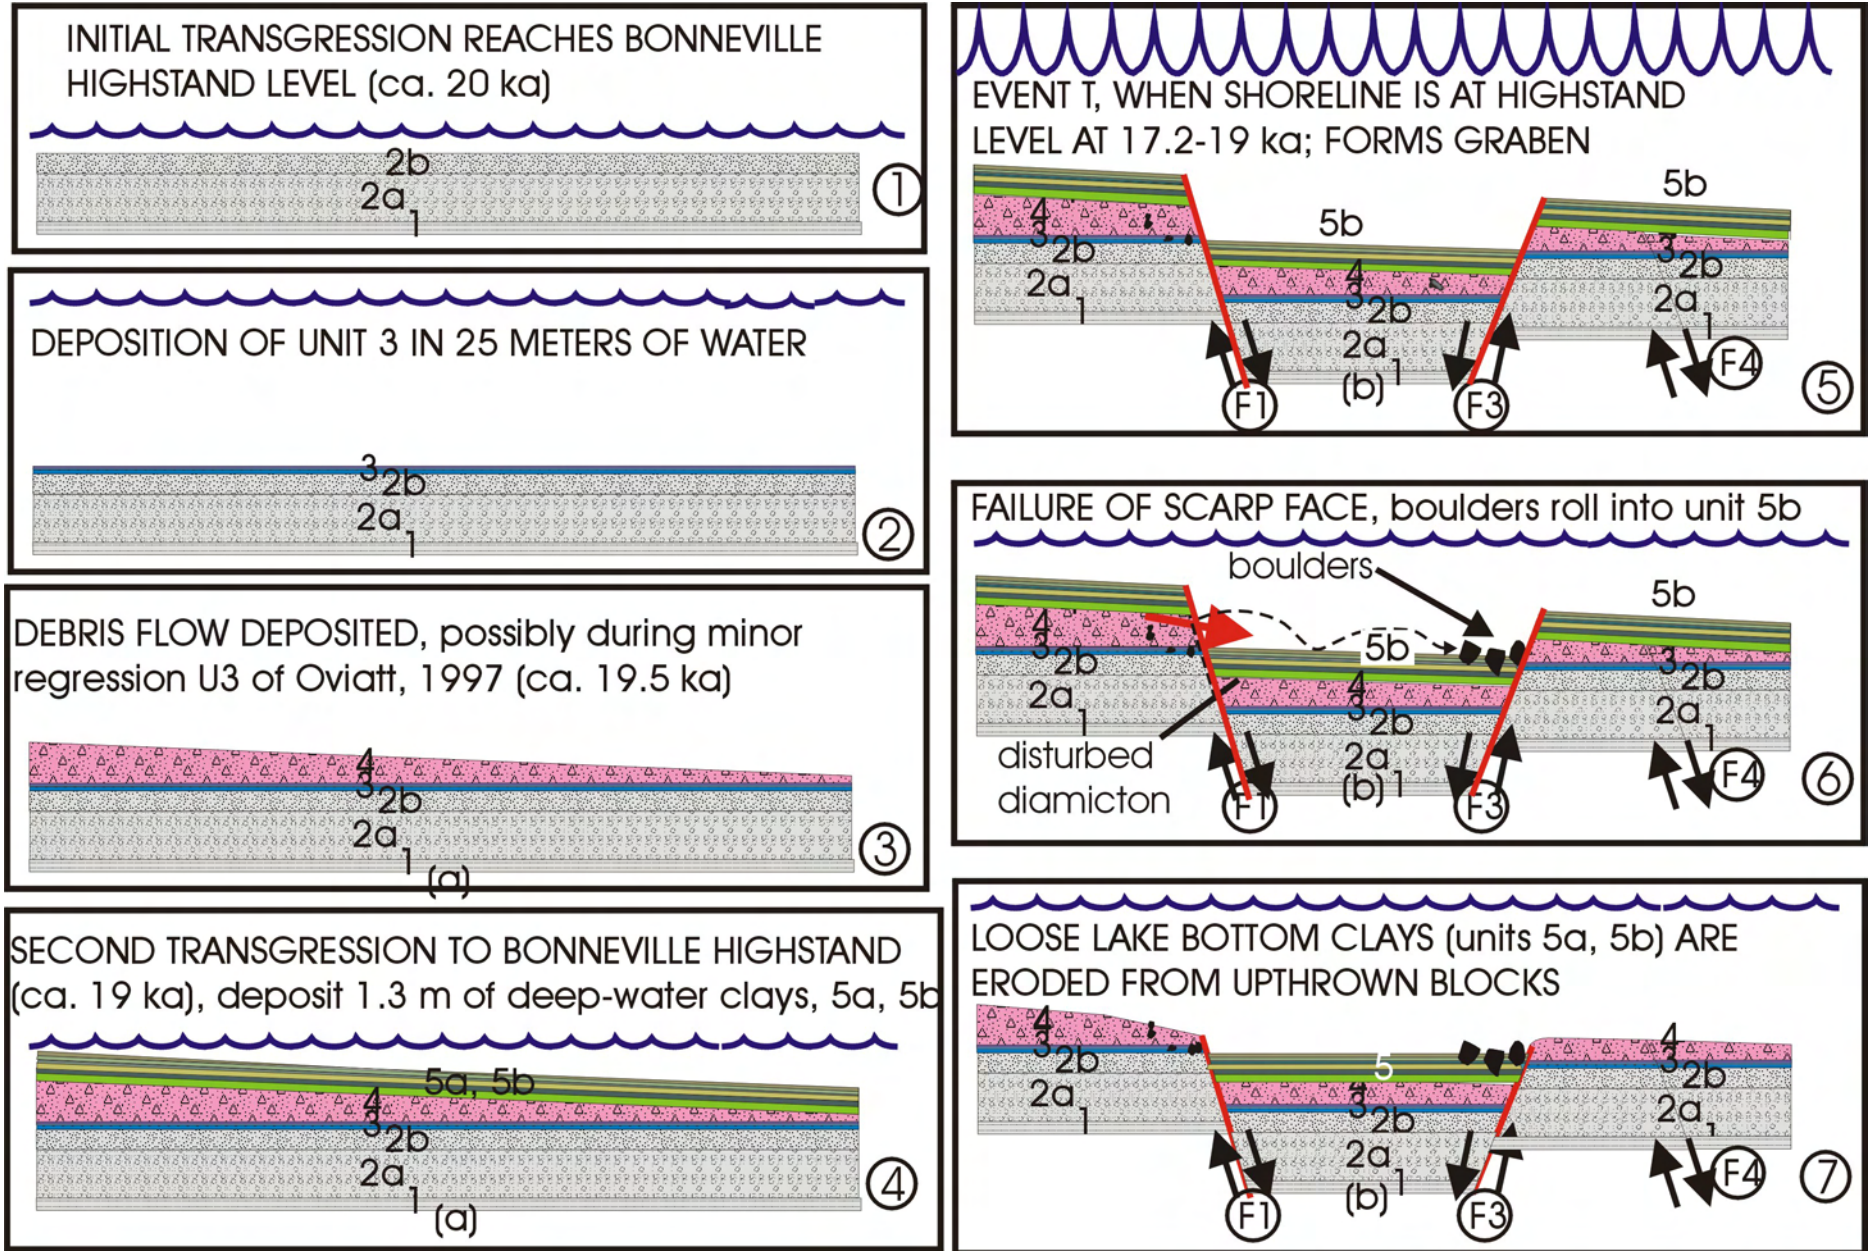 INITIAL TRANSGRESSION REACHES BONNEVILLE
HIGHSTAND LEVEL (ca. 20 ka)
2b
2a
1
1
DEPOSITION OF UNIT 3 IN 25 METERS OF WATER
3
2b
2a
1
2
DEBRIS FLOW DEPOSITED, possibly during minor
regression U3 of Oviatt, 1997 (ca. 19.5 ka)
4
3
2b
2a
1
(a)
3
SECOND TRANSGRESSION TO BONNEVILLE HIGHSTAND
(ca. 19 ka), deposit 1.3 m of deep-water clays, 5a, 5b
5a, 5b
4
3
2b
2a
1
(a)
4
EVENT T, WHEN SHORELINE IS AT HIGHSTAND
LEVEL AT 17.2-19 ka; FORMS GRABEN
4
3
2b
2a
1
5b
4
3
2b
2a
1
(b)
5b
3
2b
2a
1
F1
F3
F4
5
FAILURE OF SCARP FACE, boulders roll into unit 5b
boulders
4
3
2b
2a
1
5b
4
3
2b
2a
1
(b)
5b
3
2b
2a
1
disturbed
diamicton
F1
F3
F4
6
LOOSE LAKE BOTTOM CLAYS (units 5a, 5b) ARE
ERODED FROM UPTHROWN BLOCKS
4
3
2b
2a
1
5
4
3
2b
2a
1
(b)
4
3
2b
2a
1
F1
F3
F4
7